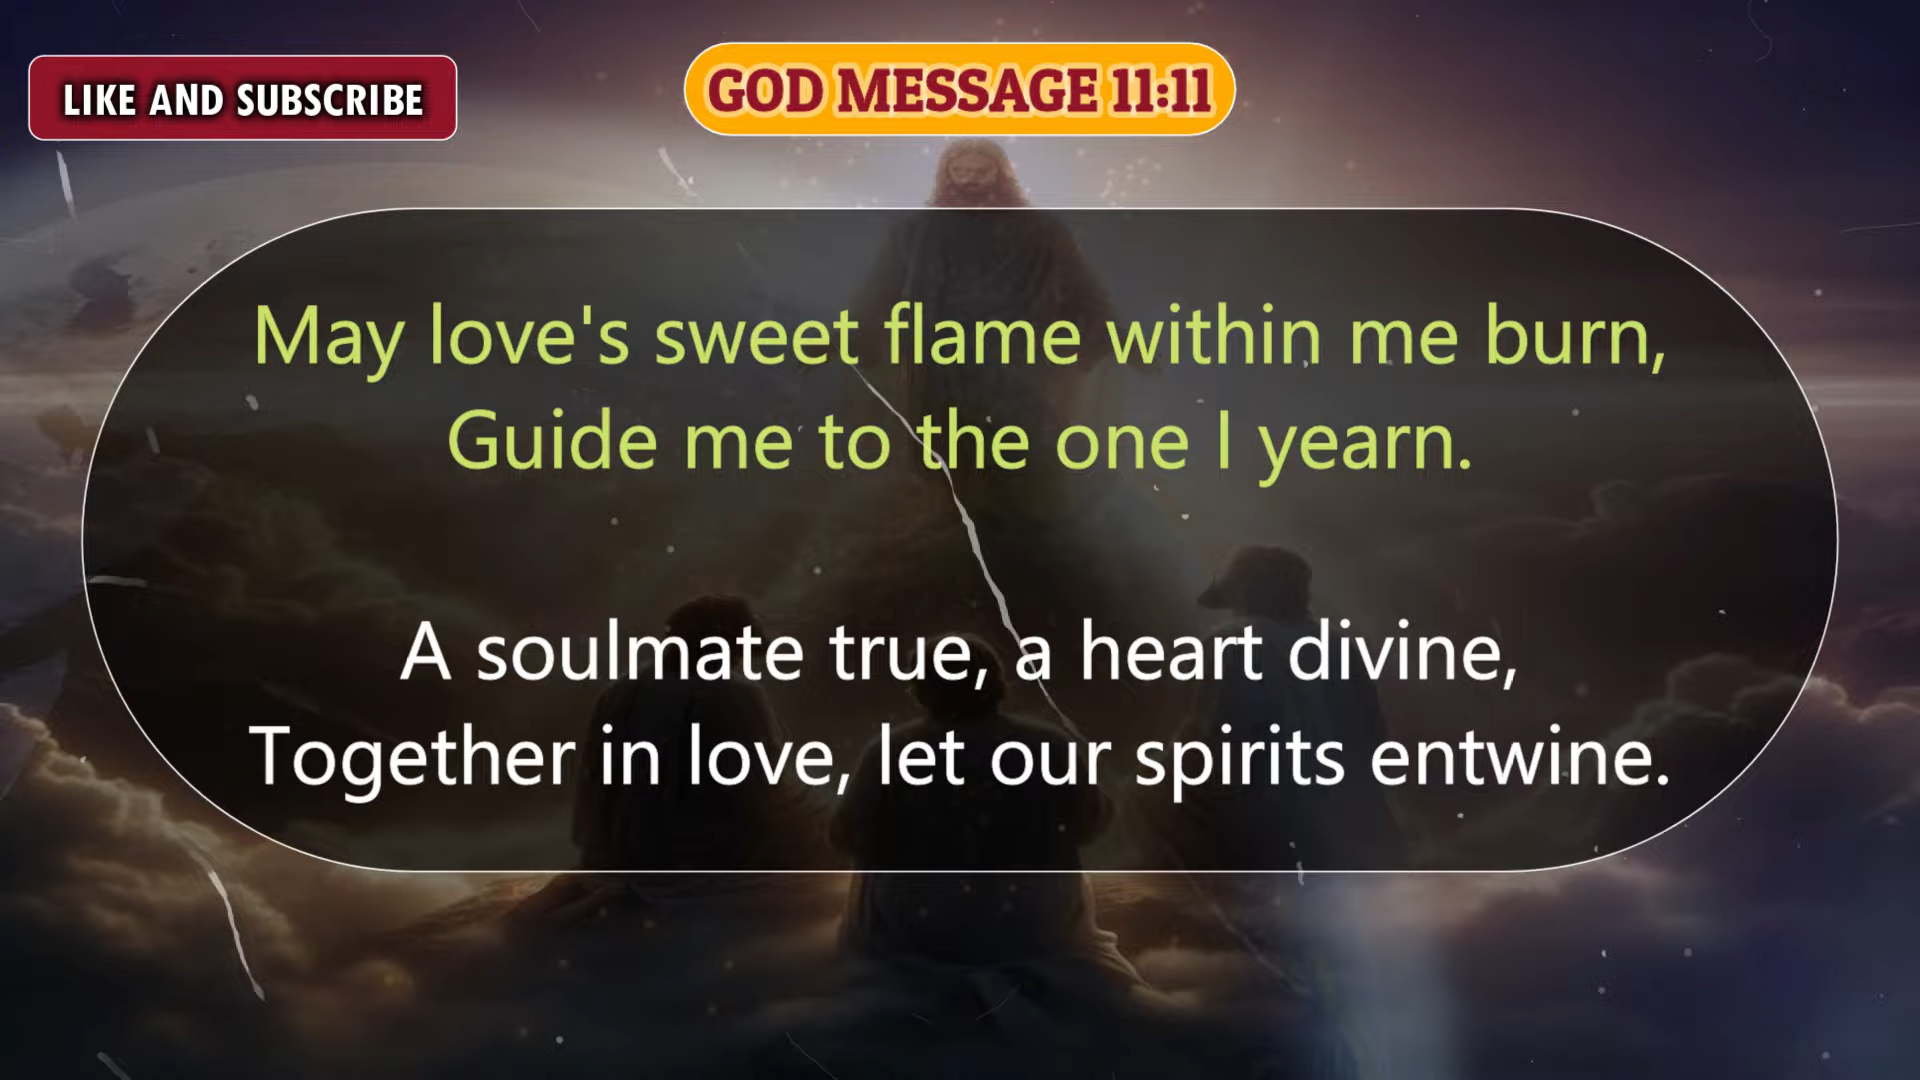 LIKE AND SUBSCRIBE
GOD MESSAGE 11:11
May love's sweet flame within me burn,
Guide me to the one I yearn.
A soulmate true, a heart divine,
Together in love, let our spirits entwine.